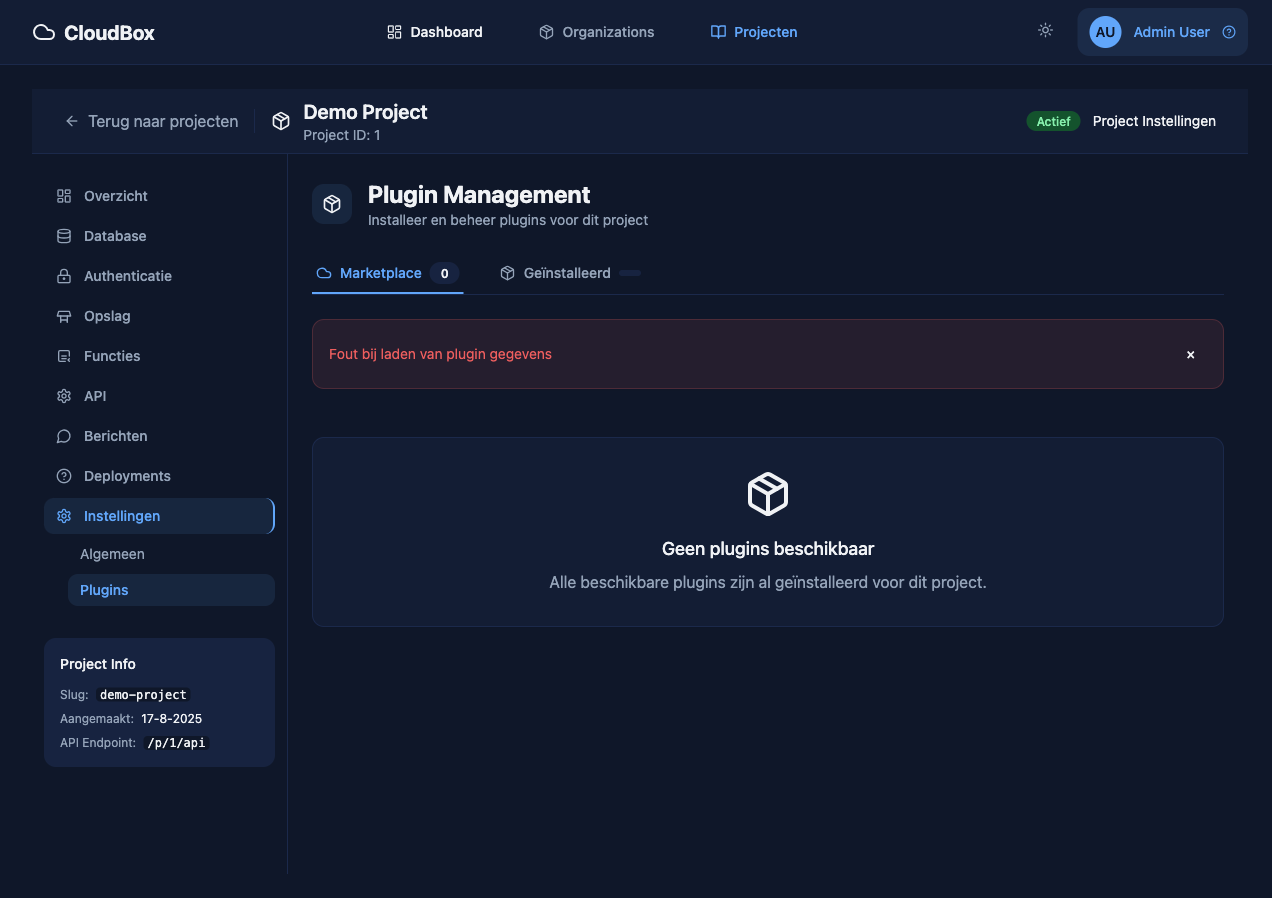 CloudBox
Dashboard
Organizations
Projecten
AU
Admin User
Terug naar projecten
Demo Project
Project ID: 1
Actief
Project Instellingen
Overzicht
Database
Authenticatie
Opslag
Functies
API
Berichten
Deployments
Instellingen
Algemeen
Plugins
Project Info
Slug: demo-project
Aangemaakt: 17-8-2025
API Endpoint: /p/1/api
Plugin Management
Installeer en beheer plugins voor dit project
Marketplace 0
Geïnstalleerd
Fout bij laden van plugin gegevens
×
Geen plugins beschikbaar
Alle beschikbare plugins zijn al geïnstalleerd voor dit project.